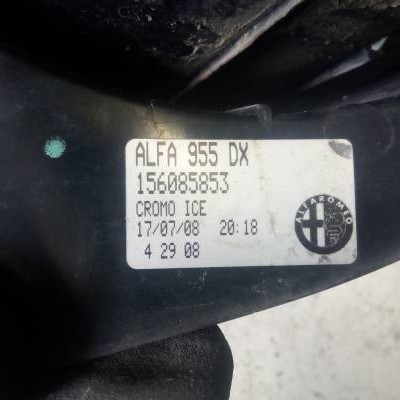 ALFA 955 DX
156085853
CROMO ICE
17/07/08 20:18
4 29 08
ALFA ROMEO